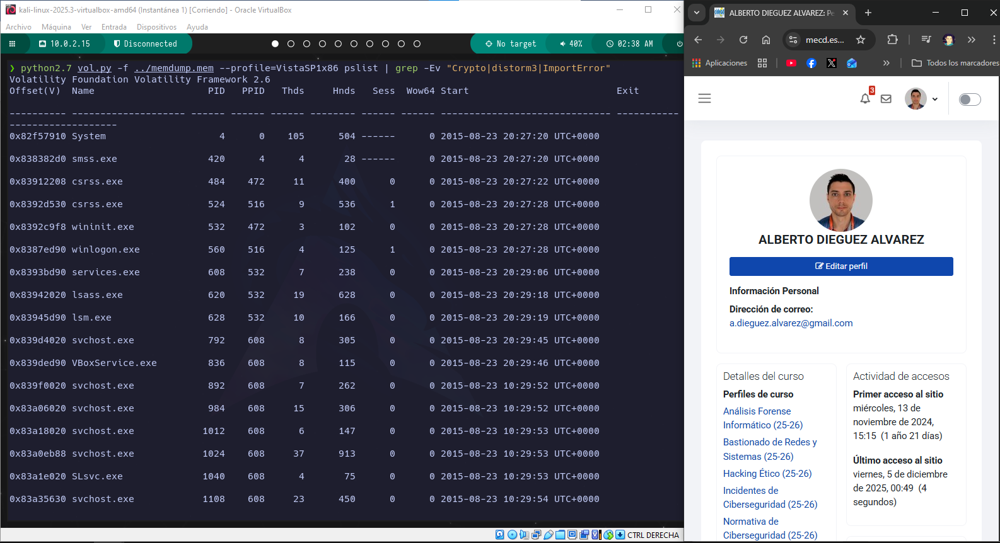 kali-linux-2025.3-virtualbox-amd64 (Instantánea 1) [Corriendo] - Oracle VirtualBox
Archivo Máquina Ver Entrada Dispositivos Ayuda
10.0.2.15 Disconnected No target 40% 02:38 AM
❯ python2.7 vol.py -f ../memdump.mem --profile=VistaSP1x86 pslist | grep -Ev "Crypto|distorm3|ImportError"
Volatility Foundation Volatility Framework 2.6
Offset(V) Name PID PPID Thds Hnds Sess Wow64 Start Exit
---------- -------------------- ------ ------ ------ -------- ------ ------ ------------------------------ -----------
-------------------
0x82f57910 System 4 0 105 504 ------ 0 2015-08-23 20:27:20 UTC+0000
0x838382d0 smss.exe 420 4 4 28 ------ 0 2015-08-23 20:27:20 UTC+0000
0x83912208 csrss.exe 484 472 11 400 0 0 2015-08-23 20:27:22 UTC+0000
0x8392d530 csrss.exe 524 516 9 536 1 0 2015-08-23 20:27:28 UTC+0000
0x8392c9f8 wininit.exe 532 472 3 102 0 0 2015-08-23 20:27:28 UTC+0000
0x8387ed90 winlogon.exe 560 516 4 125 1 0 2015-08-23 20:27:28 UTC+0000
0x8393bd90 services.exe 608 532 7 238 0 0 2015-08-23 20:29:06 UTC+0000
0x83942020 lsass.exe 620 532 19 628 0 0 2015-08-23 20:29:18 UTC+0000
0x83945d90 lsm.exe 628 532 10 166 0 0 2015-08-23 20:29:19 UTC+0000
0x839d4020 svchost.exe 792 608 8 305 0 0 2015-08-23 20:29:45 UTC+0000
0x839ded90 VBoxService.exe 836 608 8 115 0 0 2015-08-23 20:29:46 UTC+0000
0x839f0020 svchost.exe 892 608 7 262 0 0 2015-08-23 10:29:52 UTC+0000
0x83a06020 svchost.exe 984 608 15 306 0 0 2015-08-23 10:29:52 UTC+0000
0x83a18020 svchost.exe 1012 608 6 147 0 0 2015-08-23 10:29:53 UTC+0000
0x83a0eb88 svchost.exe 1024 608 37 913 0 0 2015-08-23 10:29:53 UTC+0000
0x83a1e020 SLsvc.exe 1040 608 4 75 0 0 2015-08-23 10:29:53 UTC+0000
0x83a35630 svchost.exe 1108 608 23 450 0 0 2015-08-23 10:29:54 UTC+0000
CTRL DERECHA
ALBERTO DIEGUEZ ALVAREZ: Pe
mecd.es...
Aplicaciones » Todos los marcadores
3
ALBERTO DIEGUEZ ALVAREZ
Editar perfil
Información Personal
Dirección de correo:
a.dieguez.alvarez@gmail.com
Detalles del curso
Perfiles de curso
Análisis Forense
Informático (25-26)
Bastionado de Redes y
Sistemas (25-26)
Hacking Ético (25-26)
Incidentes de
Ciberseguridad (25-26)
Normativa de
Ciberseguridad (25-26)
Actividad de accesos
Primer acceso al sitio
miércoles, 13 de
noviembre de 2024,
15:15 (1 año 21 días)
Último acceso al sitio
viernes, 5 de diciembre
de 2025, 00:49 (4
segundos)